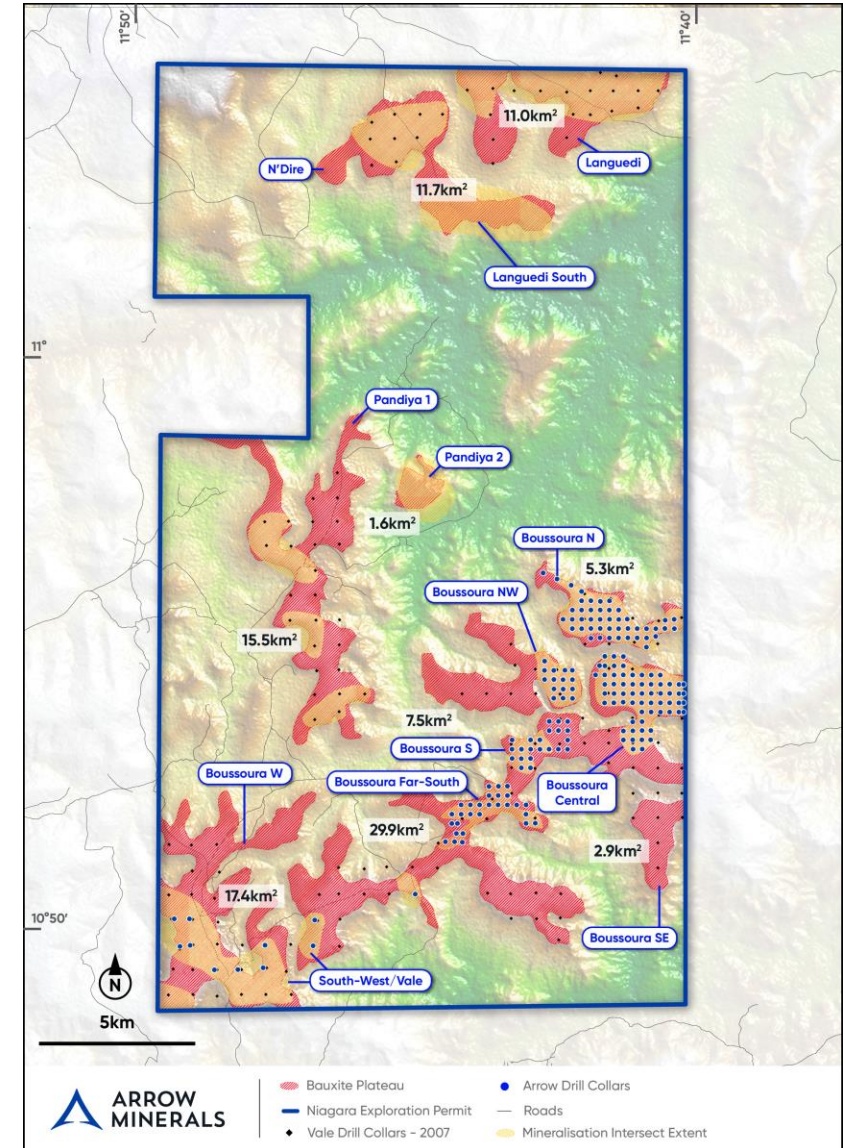 11°50'
11°40'
11.0km²
N'Dire
Languedi
11.7km²
Languedi South
11°
Pandiya 1
Pandiya 2
1.6km²
Boussoura N
5.3km²
Boussoura NW
15.5km²
7.5km²
Boussoura S
Boussoura W
Boussoura Far-South
Boussoura
Central
29.9km²
2.9km²
17.4km²
10°50'
Boussoura SE
N
South-West/Vale
5km
ARROW
MINERALS
Bauxite Plateau
Arrow Drill Collars
Niagara Exploration Permit
Roads
Vale Drill Collars - 2007
Mineralisation Intersect Extent